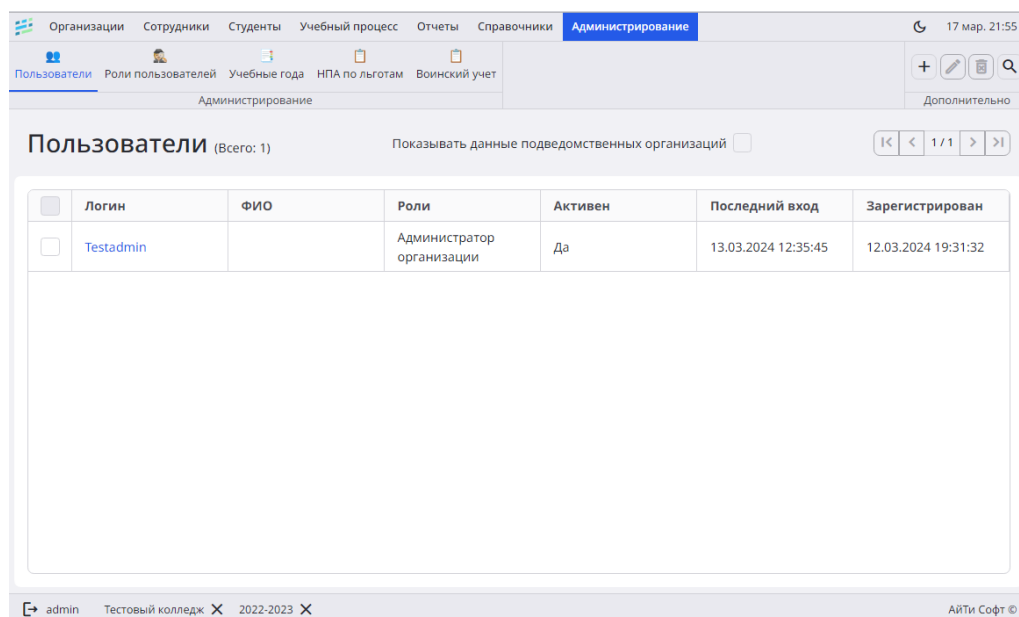 Организации Сотрудники Студенты Учебный процесс Отчеты Справочники Администрирование 17 мар. 21:55
Пользователи Роли пользователей Учебные года НПА по льготам Воинский учет
Администрирование Дополнительно
Пользователи (Всего: 1) Показывать данные подведомственных организаций 1/1
Логин ФИО Роли Активен Последний вход Зарегистрирован
Testadmin Администратор организации Да 13.03.2024 12:35:45 12.03.2024 19:31:32
admin Тестовый колледж 2022-2023 АйТи Софт ©